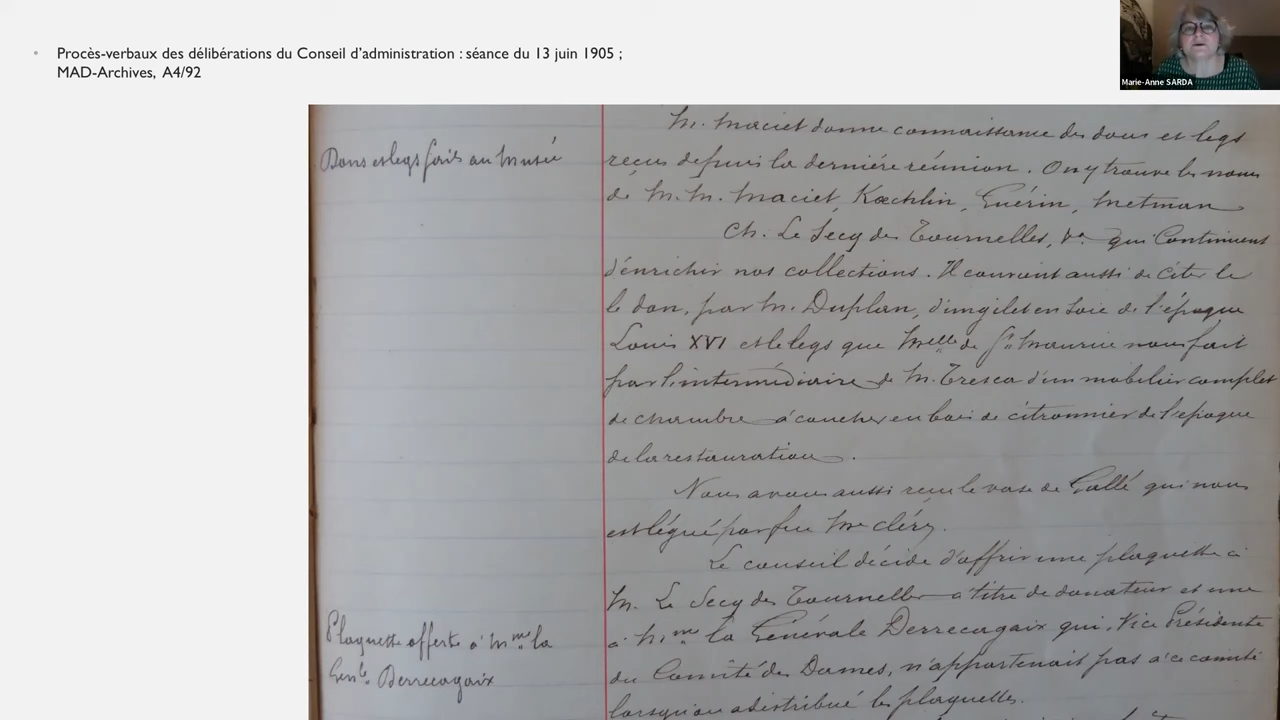 • Procès-verbaux des délibérations du Conseil d’administration : séance du 13 juin 1905 ;
MAD-Archives, A4/92
Marie-Anne SARDA
M. Maciet donne connaissance des dons et legs
Dons et legs faits au Musée
reçus depuis la dernière réunion. On y trouve les noms
de M.M. Maciet, Kœchlin, Guérin, Metman
Ch. Le Secq des Tournelles, qui continuent
d'enrichir nos collections. Il convient aussi de citer le
le don, par M. Duplan, de gilets en soie de l'époque
Louis XVI et le legs que Melle de St Maurice nous fait
par l'intermédiaire de M. Tresca d'un mobilier complet
de chambre à coucher en bois de citronnier de l'époque
de la restauration.
Nous avons aussi reçu le vase de Gallé qui nous
est légué par feu Me cléry.
Le conseil décide d'offrir une plaquette à
M. Le Secq des Tournelles à titre de donateur et une
à Mme la Générale Derrecagaix qui, Vice Présidente
Plaquette offerte à Mme la
Génle Derrecagaix
du Comité des Dames, n'appartenait pas à ce comité
lorsqu'on a distribué les plaquettes.